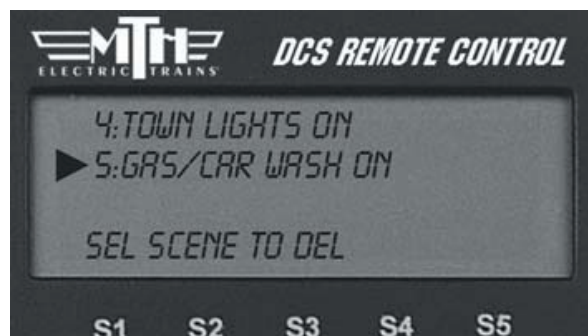 MTH
ELECTRIC TRAINS
DCS REMOTE CONTROL
4:TOWN LIGHTS ON
5:GAS/CAR WASH ON
SEL SCENE TO DEL
S1 S2 S3 S4 S5